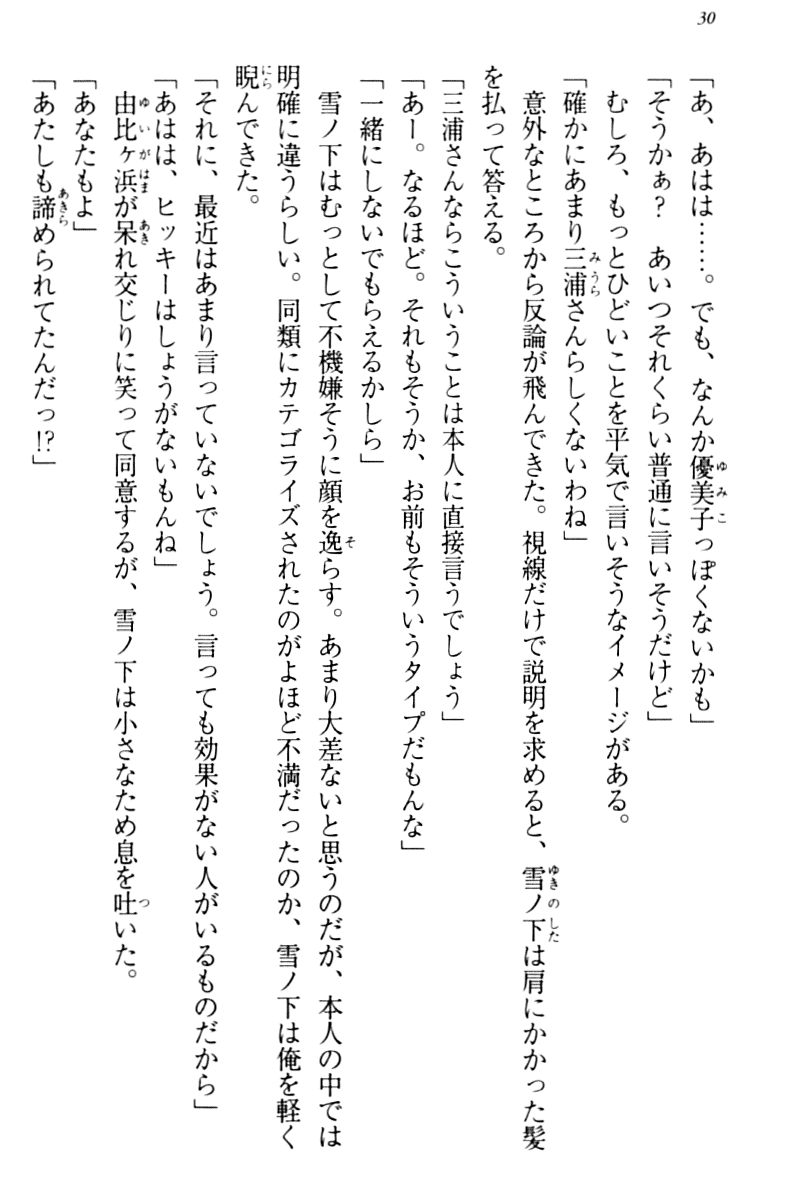 30
「あ、あはは……。でも、なんか優美子っぽくないかも」
「そうかぁ？　あいつそれくらい普通に言いそうだけど」
　むしろ、もっとひどいことを平気で言いそうなイメージがある。
「確かにあまり三浦さんらしくないわね」
　意外なところから反論が飛んできた。視線だけで説明を求めると、雪ノ下は肩にかかった髪
を払って答える。
「三浦さんならこういうことは本人に直接言うでしょう」
「あー。なるほど。それもそうか、お前もそういうタイプだもんな」
「一緒にしないでもらえるかしら」
　雪ノ下はむっとして不機嫌そうに顔を逸らす。あまり大差ないと思うのだが、本人の中では
明確に違うらしい。同類にカテゴライズされたのがよほど不満だったのか、雪ノ下は俺を軽く
睨んできた。
「それに、最近はあまり言っていないでしょう。言っても効果がない人がいるものだから」
「あはは、ヒッキーはしょうがないもんね」
　由比ヶ浜が呆れ交じりに笑って同意するが、雪ノ下は小さなため息を吐いた。
「あなたもよ」
「あたしも諦められてたんだっ!?」